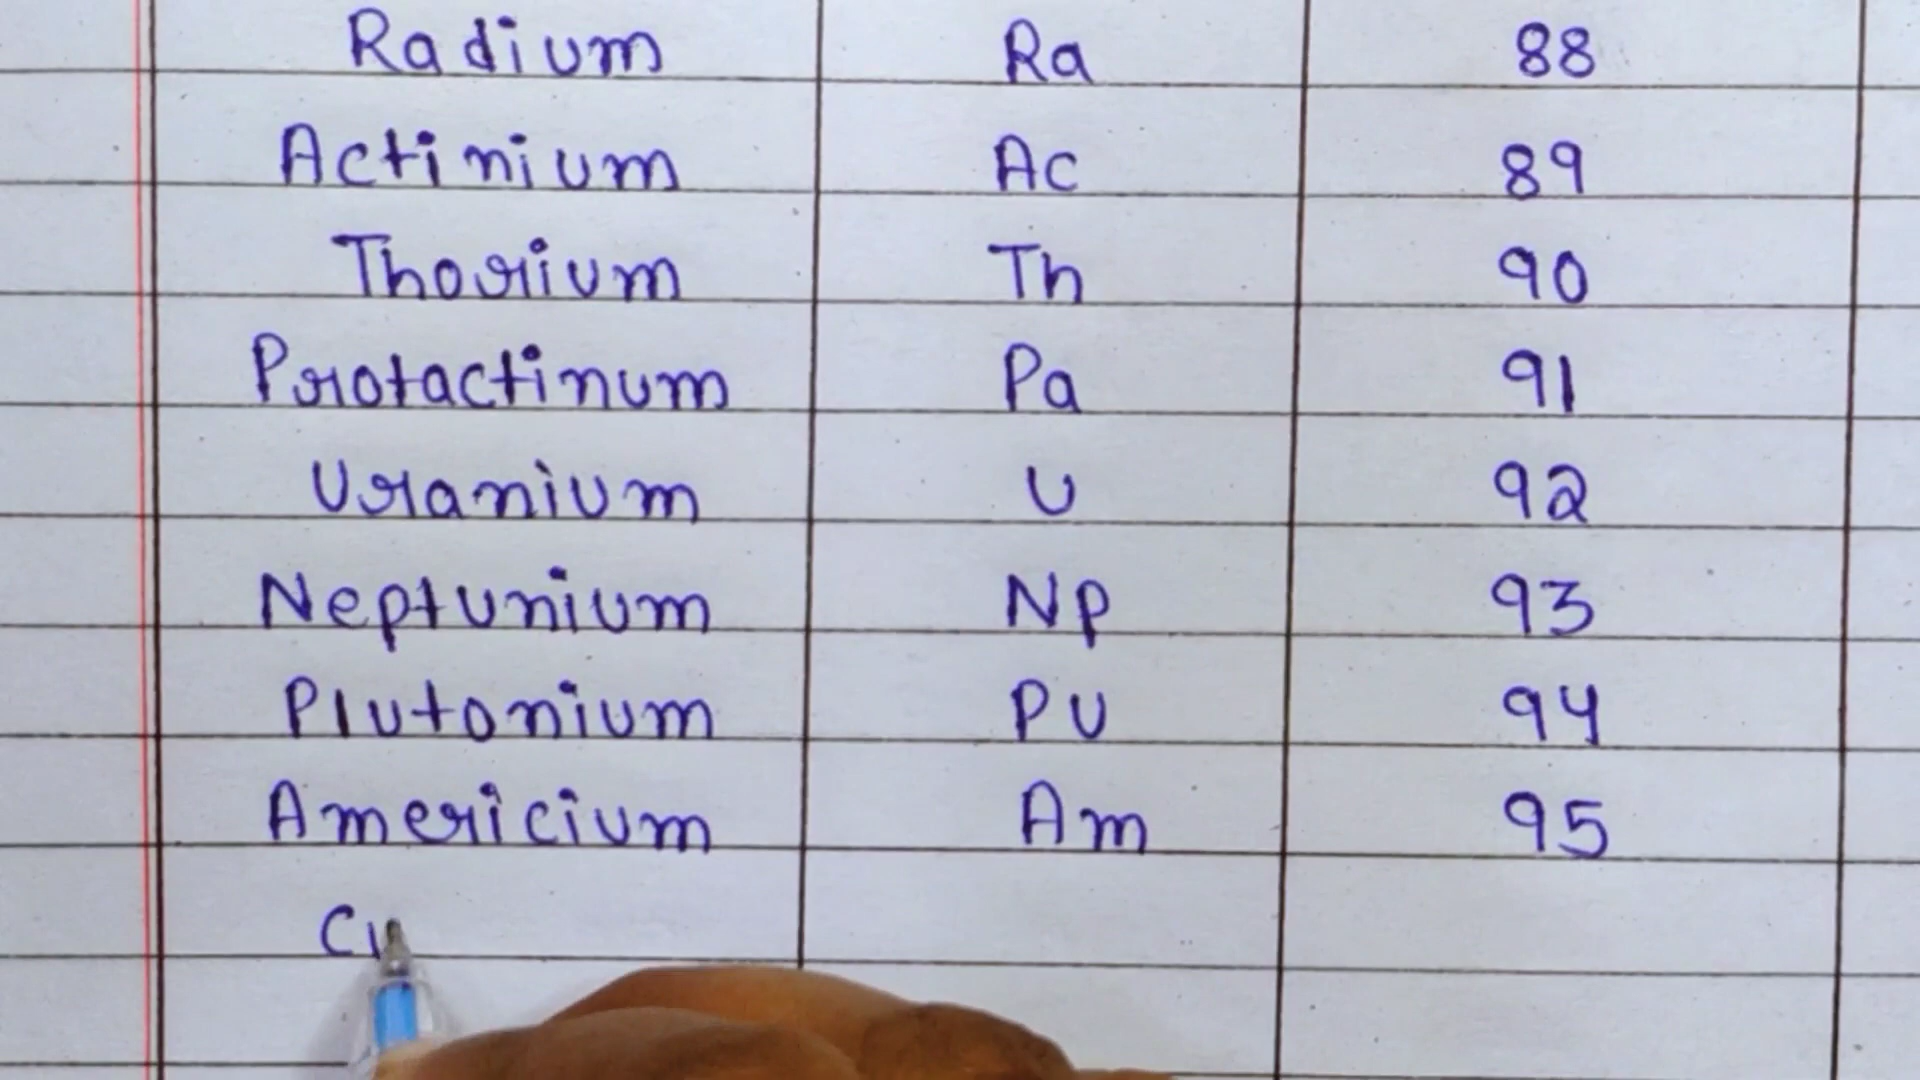 Radium Ra 88
Actinium Ac 89
Thorium Th 90
Protactinum Pa 91
Uranium U 92
Neptunium Np 93
Plutonium Pu 94
Americium Am 95